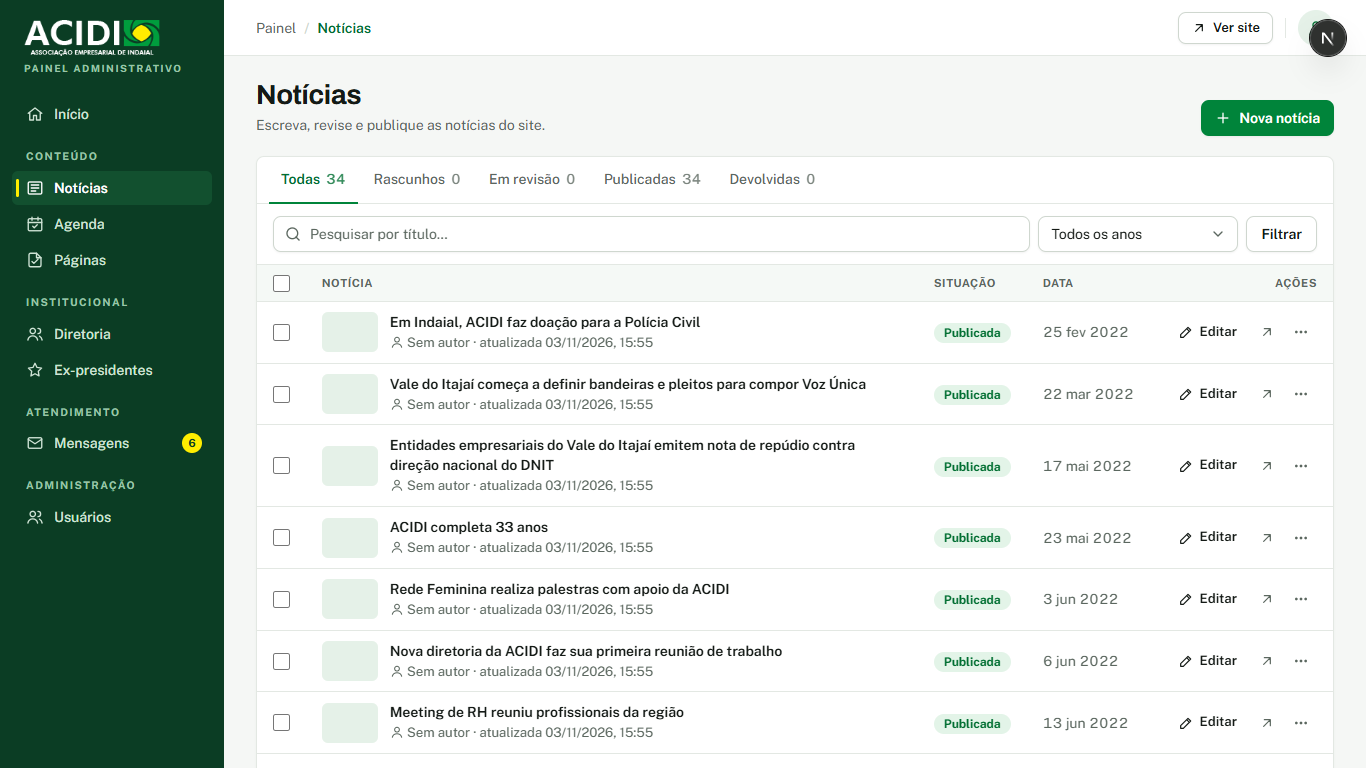 ACIDI
ASSOCIAÇÃO EMPRESARIAL DE INDAIAL
PAINEL ADMINISTRATIVO
Início
CONTEÚDO
Notícias
Agenda
Páginas
INSTITUCIONAL
Diretoria
Ex-presidentes
ATENDIMENTO
Mensagens 6
ADMINISTRAÇÃO
Usuários
Painel / Notícias
Ver site
N
Notícias
Escreva, revise e publique as notícias do site.
+ Nova notícia
Todas 34 Rascunhos 0 Em revisão 0 Publicadas 34 Devolvidas 0
Pesquisar por título...
Todos os anos
Filtrar
NOTÍCIA SITUAÇÃO DATA AÇÕES
Em Indaial, ACIDI faz doação para a Polícia Civil
Sem autor · atualizada 03/11/2026, 15:55
Publicada 25 fev 2022 Editar
Vale do Itajaí começa a definir bandeiras e pleitos para compor Voz Única
Sem autor · atualizada 03/11/2026, 15:55
Publicada 22 mar 2022 Editar
Entidades empresariais do Vale do Itajaí emitem nota de repúdio contra
direção nacional do DNIT
Sem autor · atualizada 03/11/2026, 15:55
Publicada 17 mai 2022 Editar
ACIDI completa 33 anos
Sem autor · atualizada 03/11/2026, 15:55
Publicada 23 mai 2022 Editar
Rede Feminina realiza palestras com apoio da ACIDI
Sem autor · atualizada 03/11/2026, 15:55
Publicada 3 jun 2022 Editar
Nova diretoria da ACIDI faz sua primeira reunião de trabalho
Sem autor · atualizada 03/11/2026, 15:55
Publicada 6 jun 2022 Editar
Meeting de RH reuniu profissionais da região
Sem autor · atualizada 03/11/2026, 15:55
Publicada 13 jun 2022 Editar